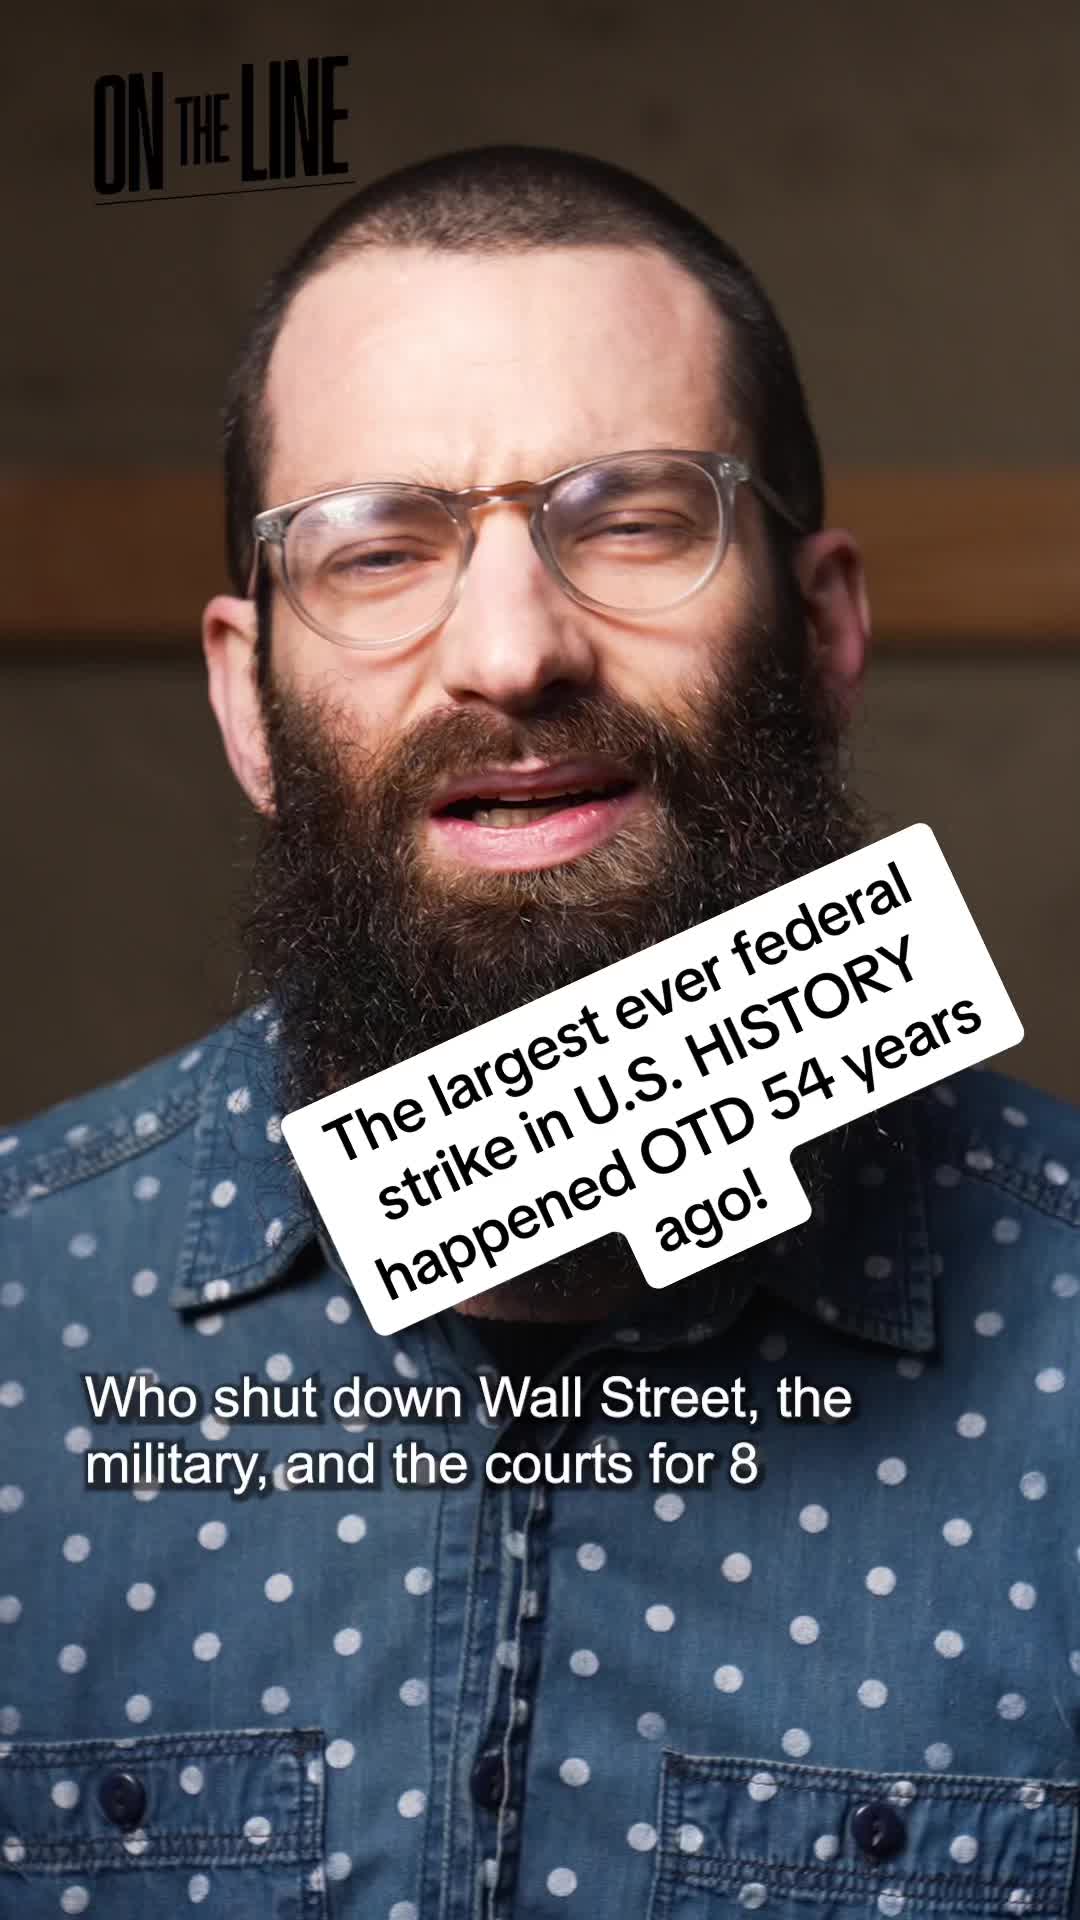 ON THE LINE
The largest ever federal
strike in U.S. HISTORY
happened OTD 54 years
ago!
Who shut down Wall Street, the
military, and the courts for 8